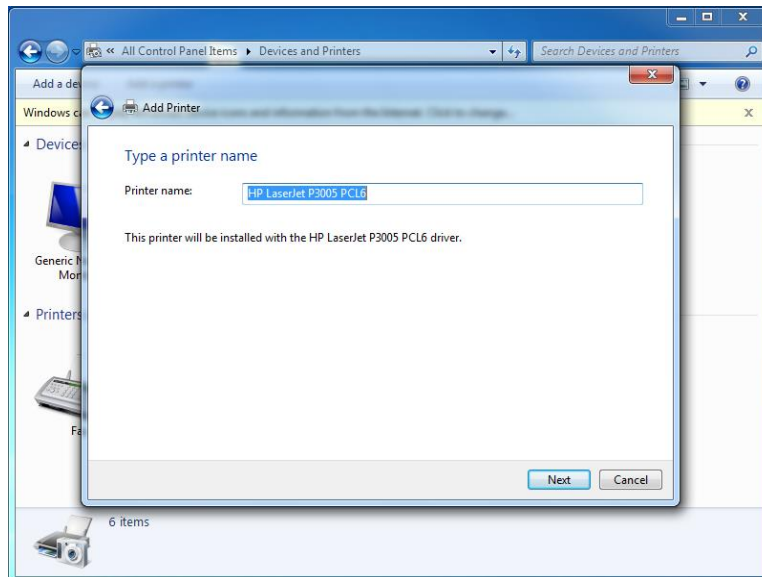 « All Control Panel Items ▸ Devices and Printers
Search Devices and Printers
Add a de
Windows ca
Add Printer
x
Device
Type a printer name
Printer name: HP LaserJet P3005 PCL6
This printer will be installed with the HP LaserJet P3005 PCL6 driver.
Generic N
Mon
Printers
Fa
Next Cancel
6 items